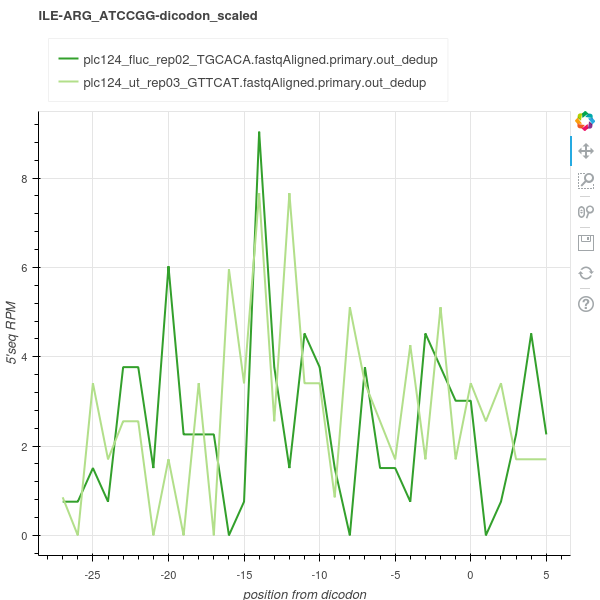 ILE-ARG_ATCCGG-dicodon_scaled
plc124_fluc_rep02_TGCACA.fastqAligned.primary.out_dedup
plc124_ut_rep03_GTTCAT.fastqAligned.primary.out_dedup
8
6
4
2
0
5'seq RPM
-25 -20 -15 -10 -5 0 5
position from dicodon